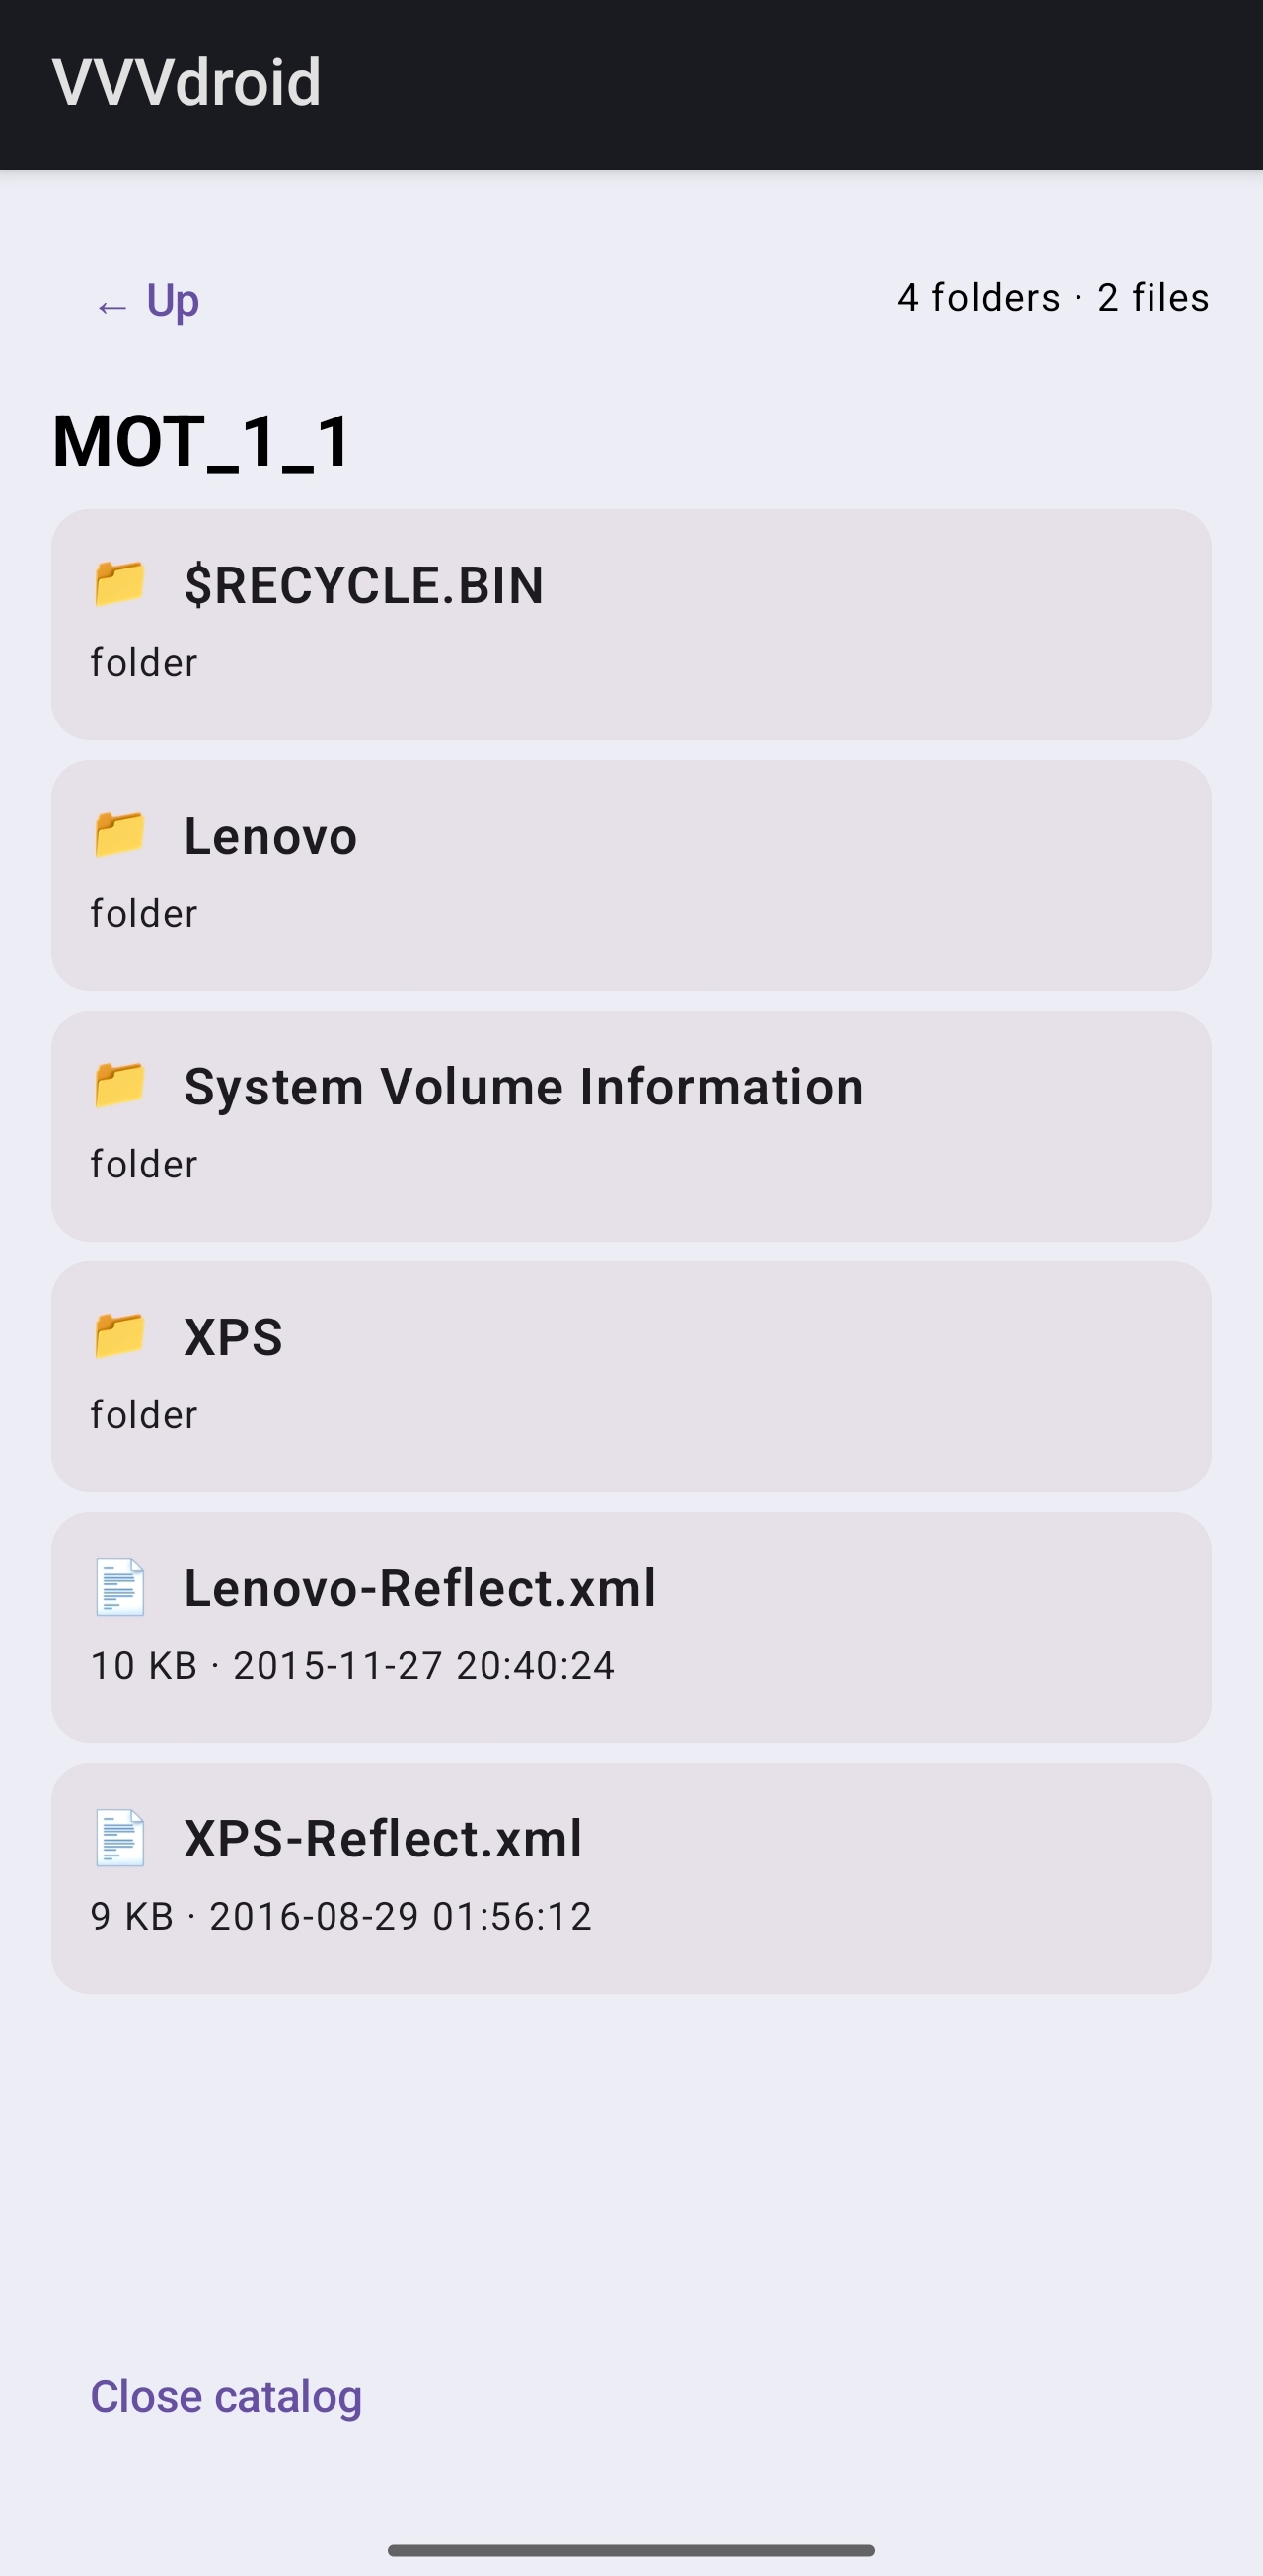 VVVdroid
← Up
4 folders · 2 files
MOT_1_1
$RECYCLE.BIN
folder
Lenovo
folder
System Volume Information
folder
XPS
folder
Lenovo-Reflect.xml
10 KB · 2015-11-27 20:40:24
XPS-Reflect.xml
9 KB · 2016-08-29 01:56:12
Close catalog